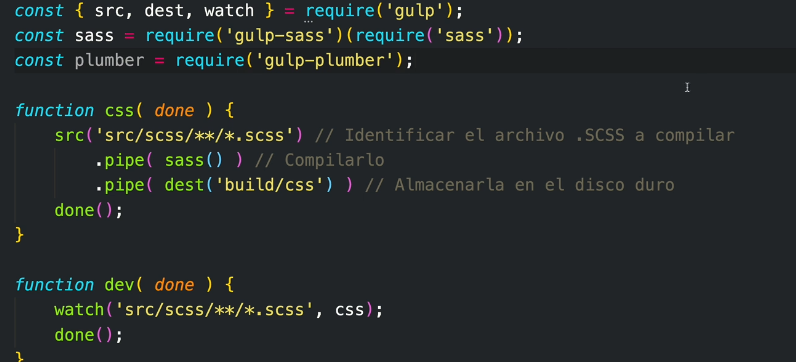 const { src, dest, watch } = require('gulp');
const sass = require('gulp-sass')(require('sass'));
const plumber = require('gulp-plumber');

function css( done ) {
    src('src/scss/**/*.scss') // Identificar el archivo .SCSS a compilar
        .pipe( sass() ) // Compilarlo
        .pipe( dest('build/css') ) // Almacenarla en el disco duro
    done();
}

function dev( done ) {
    watch('src/scss/**/*.scss', css);
    done();
}